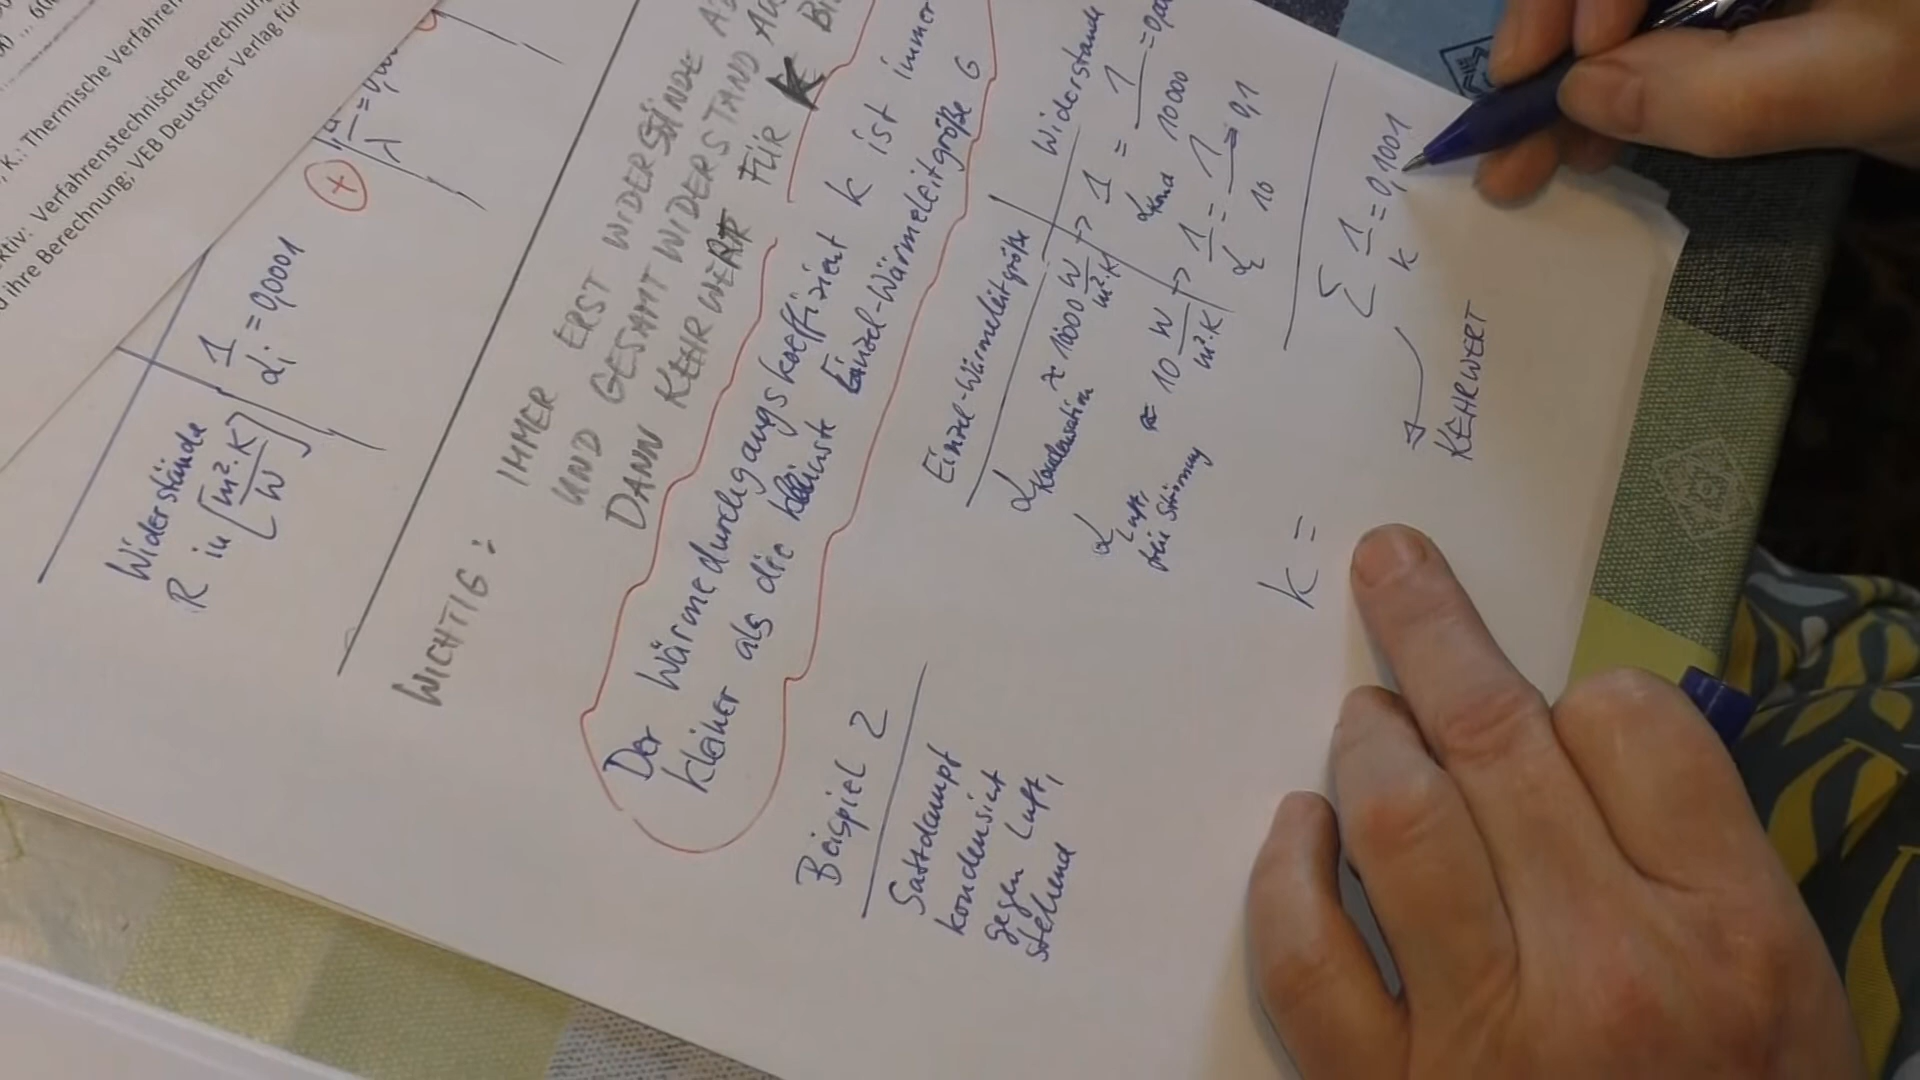 K.: Thermische Verfahren
Verfahrenstechnische Berechnung
ihre Berechnung; VEB Deutscher Verlag für
Widerstände
R in [m²·K/W]
1/αi = 0,0001
+
λ
WICHTIG:
IMMER ERST WIDERSTÄNDE
UND GESAMTWIDERSTAND
DANN KEHRWERT FÜR K
Der Wärmedurchgangskoeffizient k ist immer
kleiner als die kleinste Einzel-Wärmeleitgröße G
Beispiel 2
Sattdampf
kondensiert
gegen Luft,
stehend
Einzel-Wärmeleitgröße
Widerstände
α Kondensation ≈ 10000 W/m²·K → 1/α Kond = 1/10000 = 0,00
α Luft, freie Strömung ≈ 10 W/m²·K → 1/α = 1/10 = 0,1
Σ 1/k = 0,1001
KEHRWERT
k =